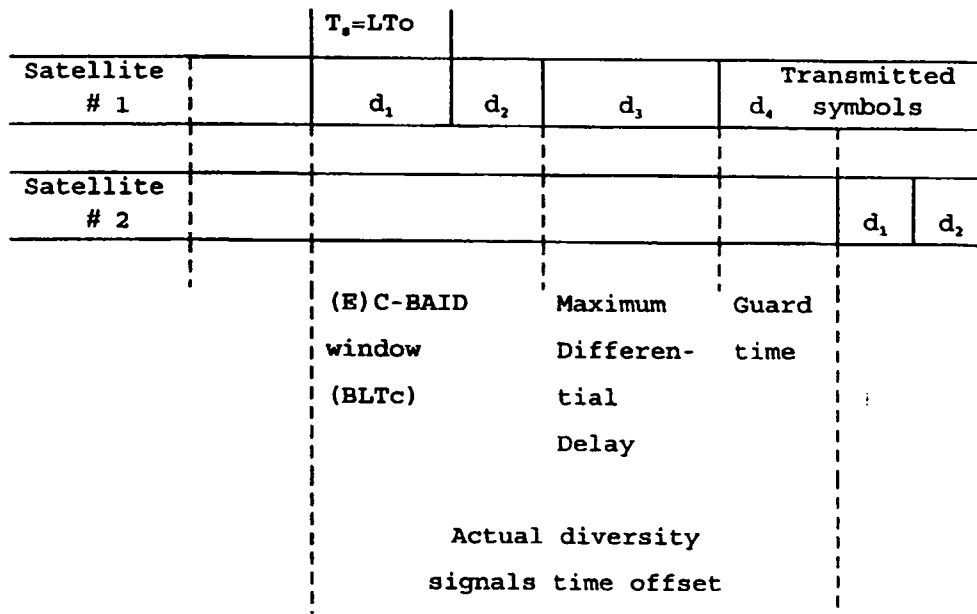 Tₛ=LTo
Satellite # 1
d₁
d₂
d₃
d₄
Transmitted symbols
Satellite # 2
d₁
d₂
(E)C-BAID window (BLTc)
Maximum Differen-
tial Delay
Guard time
Actual diversity
signals time offset